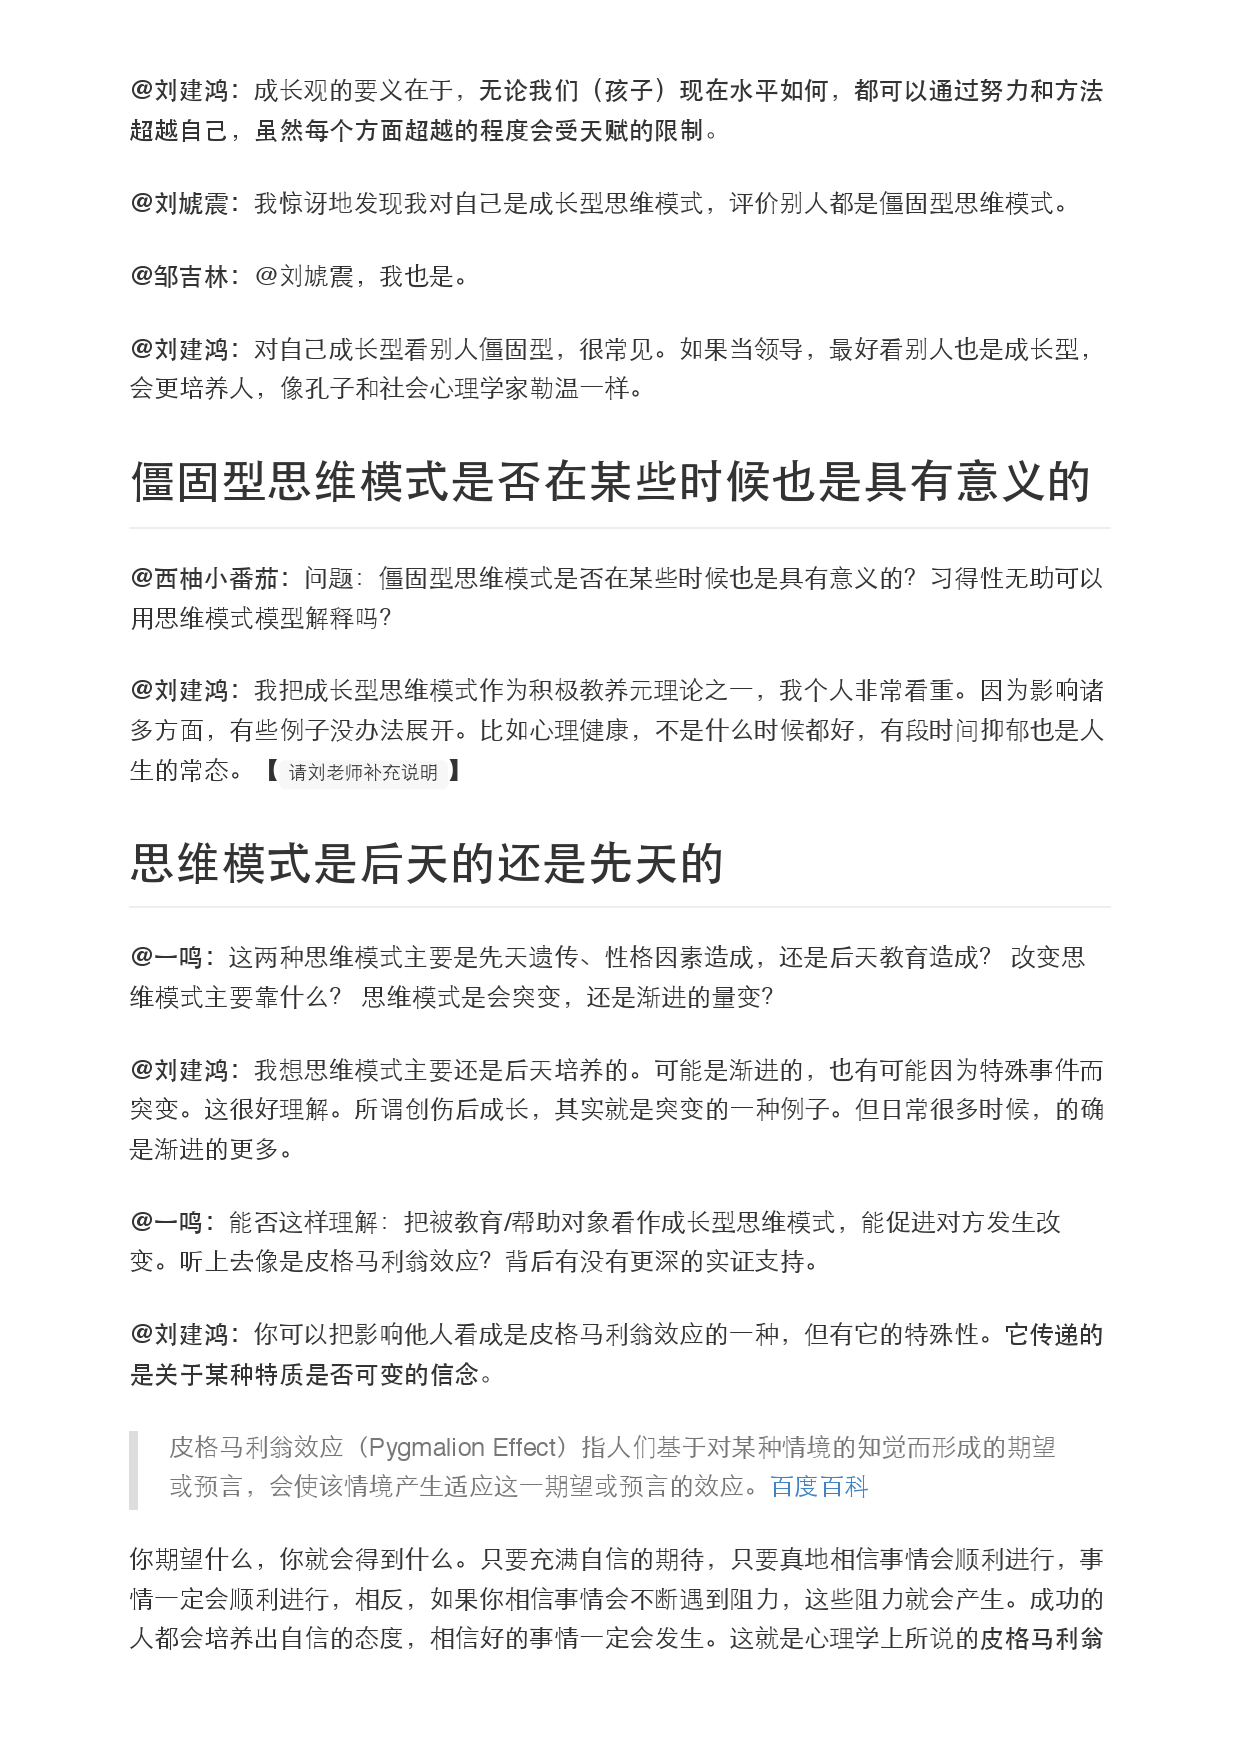 @刘建鸿：成长观的要义在于，无论我们（孩子）现在水平如何，都可以通过努力和方法
超越自己，虽然每个方面超越的程度会受天赋的限制。
@刘虓震：我惊讶地发现我对自己是成长型思维模式，评价别人都是僵固型思维模式。
@邹吉林：@刘虓震，我也是。
@刘建鸿：对自己成长型看别人僵固型，很常见。如果当领导，最好看别人也是成长型，
会更培养人，像孔子和社会心理学家勒温一样。
僵固型思维模式是否在某些时候也是具有意义的
@西柚小番茄：问题：僵固型思维模式是否在某些时候也是具有意义的？习得性无助可以
用思维模式模型解释吗？
@刘建鸿：我把成长型思维模式作为积极教养元理论之一，我个人非常看重。因为影响诸
多方面，有些例子没办法展开。比如心理健康，不是什么时候都好，有段时间抑郁也是人
生的常态。【 请刘老师补充说明 】
思维模式是后天的还是先天的
@一鸣：这两种思维模式主要是先天遗传、性格因素造成，还是后天教育造成？ 改变思
维模式主要靠什么？ 思维模式是会突变，还是渐进的量变？
@刘建鸿：我想思维模式主要还是后天培养的。可能是渐进的，也有可能因为特殊事件而
突变。这很好理解。所谓创伤后成长，其实就是突变的一种例子。但日常很多时候，的确
是渐进的更多。
@一鸣：能否这样理解：把被教育/帮助对象看作成长型思维模式，能促进对方发生改
变。听上去像是皮格马利翁效应？背后有没有更深的实证支持。
@刘建鸿：你可以把影响他人看成是皮格马利翁效应的一种，但有它的特殊性。它传递的
是关于某种特质是否可变的信念。
皮格马利翁效应（Pygmalion Effect）指人们基于对某种情境的知觉而形成的期望
或预言，会使该情境产生适应这一期望或预言的效应。百度百科
你期望什么，你就会得到什么。只要充满自信的期待，只要真地相信事情会顺利进行，事
情一定会顺利进行，相反，如果你相信事情会不断遇到阻力，这些阻力就会产生。成功的
人都会培养出自信的态度，相信好的事情一定会发生。这就是心理学上所说的皮格马利翁